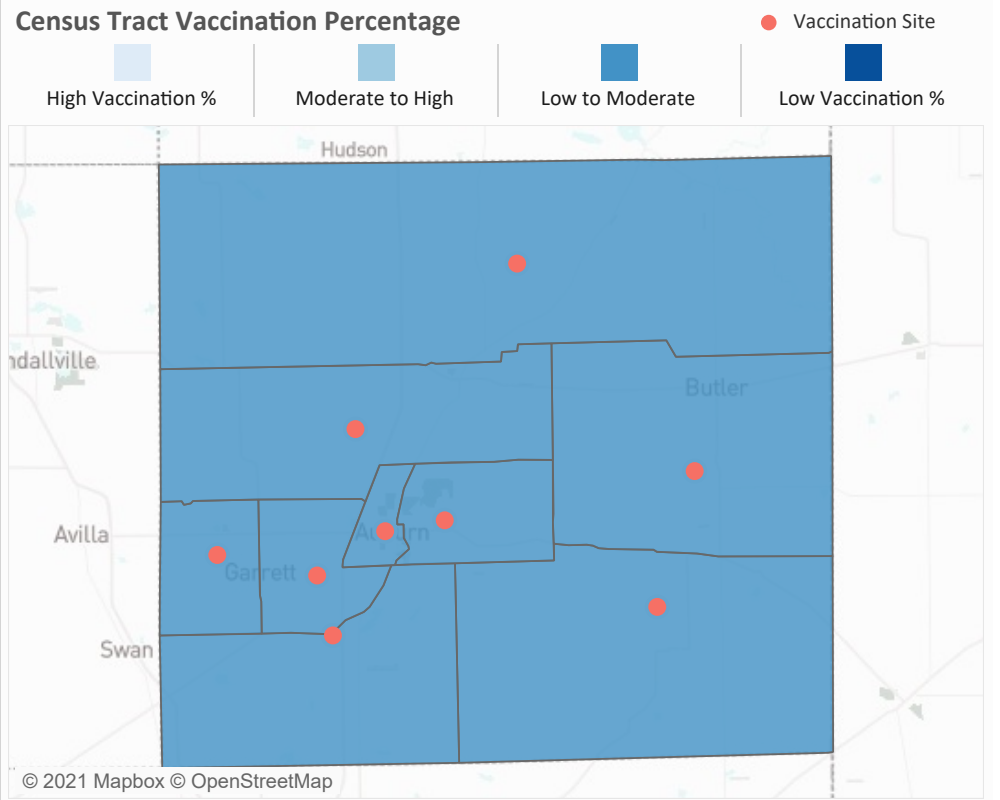 Census Tract Vaccination Percentage
Vaccination Site
High Vaccination %
Moderate to High
Low to Moderate
Low Vaccination %
Hudson
ndallville
Butler
Avilla
Auburn
Garrett
Swan
© 2021 Mapbox © OpenStreetMap